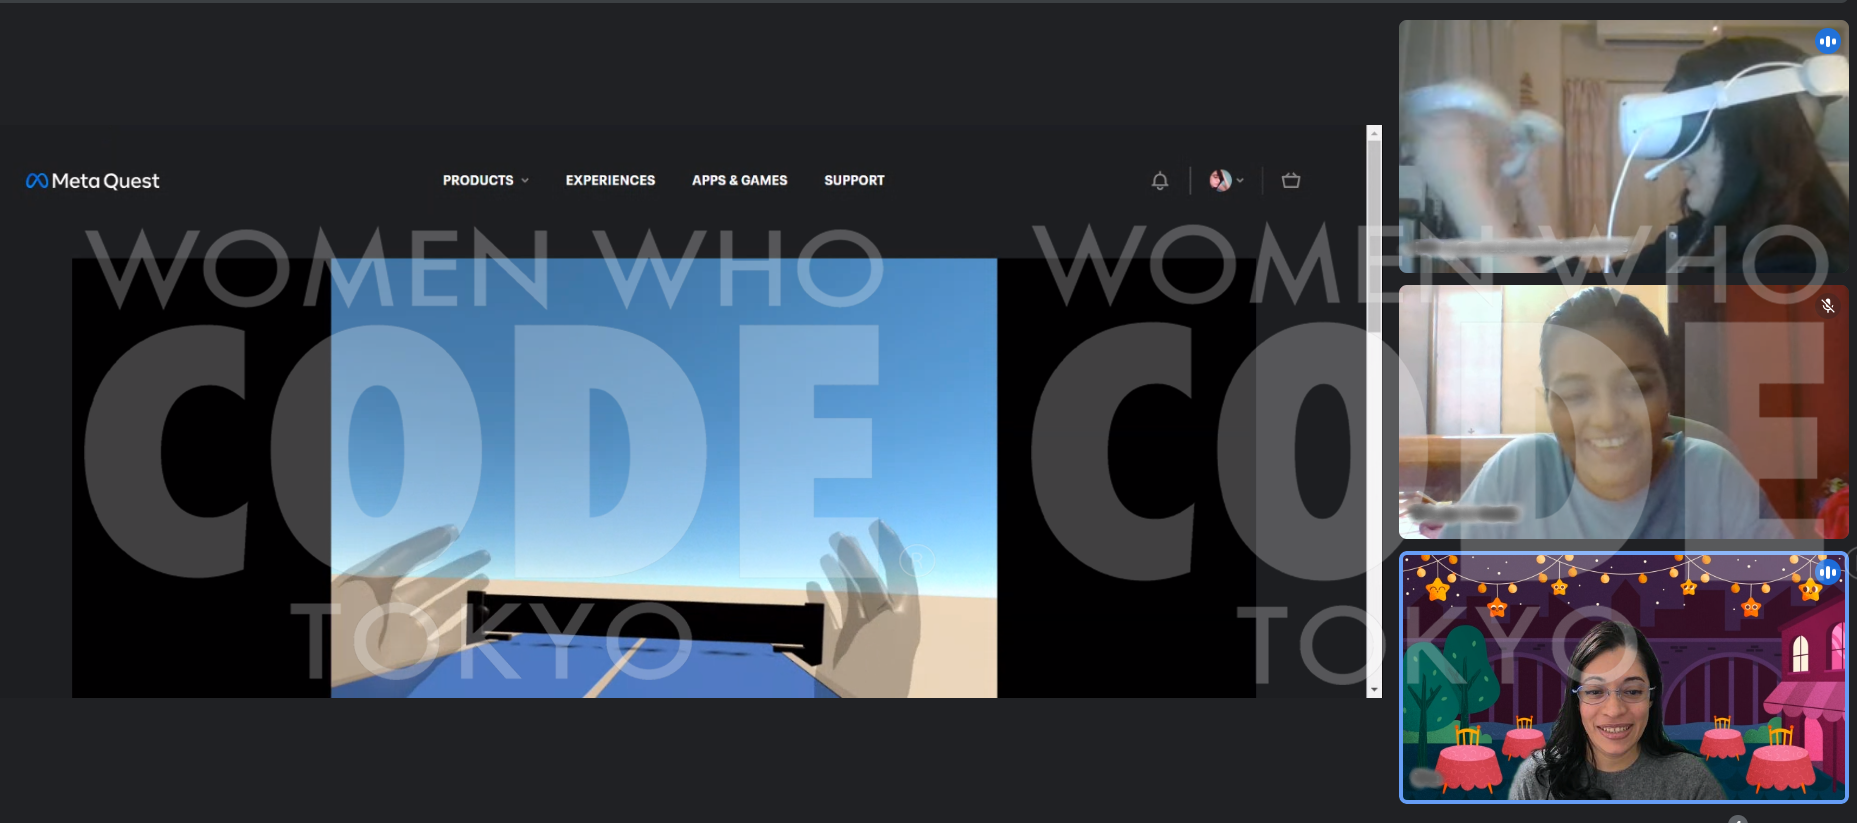 Meta Quest
PRODUCTS
EXPERIENCES
APPS & GAMES
SUPPORT
WOMEN WHO
CODE
®
TOKYO
WOMEN WHO
CODE
TOKYO